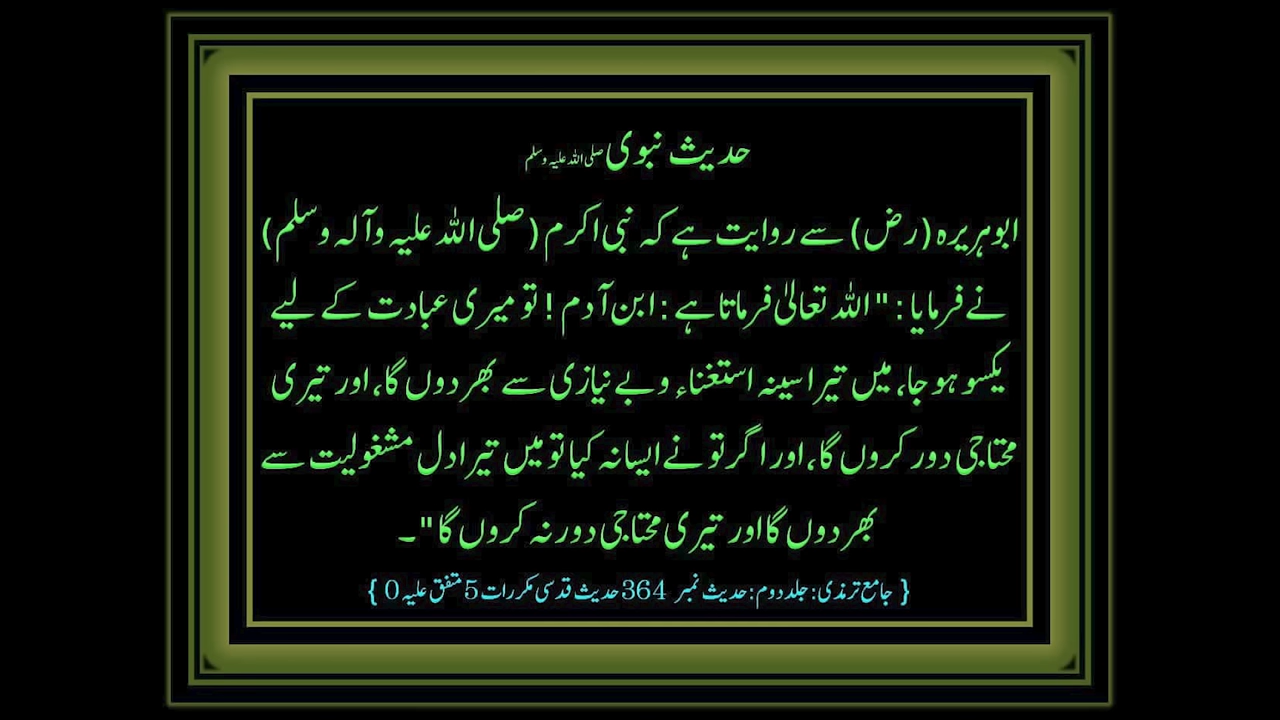 حدیث نبوی صلی اللہ علیہ وسلم
ابوہریرہ (رض) سے روایت ہے کہ نبی اکرم (صلی اللہ علیہ وآلہ وسلم)
نے فرمایا : " اللہ تعالیٰ فرماتا ہے : ابن آدم ! تو میری عبادت کے لیے
یکسو ہو جا، میں تیرا سینہ استغناء و بے نیازی سے بھر دوں گا، اور تیری
محتاجی دور کروں گا، اور اگر تو نے ایسا نہ کیا تو میں تیرا دل مشغولیت سے
بھر دوں گا اور تیری محتاجی دور نہ کروں گا"۔
{ جامع ترمذی : جلد دوم : حدیث نمبر 364 حدیث قدسی مکررات 5 متفق علیہ 0 }